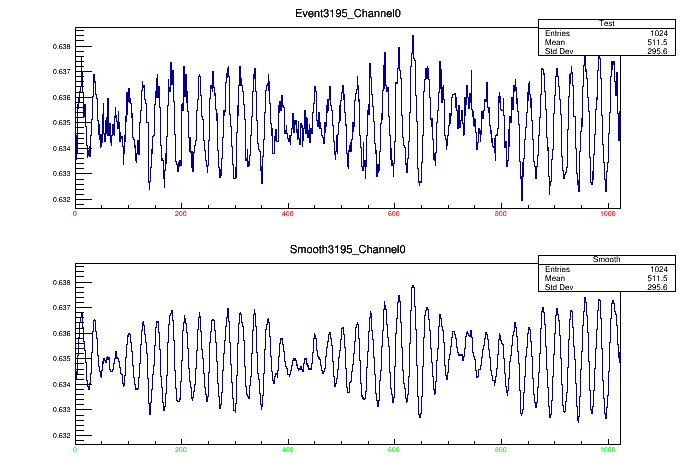 Event3195_Channel0
Test
Entries 1024
Mean 511.5
Std Dev 295.6
0.638
0.637
0.636
0.635
0.634
0.633
0.632
0 200 400 600 800 1000
Smooth3195_Channel0
Smooth
Entries 1024
Mean 511.5
Std Dev 295.6
0.638
0.637
0.636
0.635
0.634
0.633
0.632
0 200 400 600 800 1000